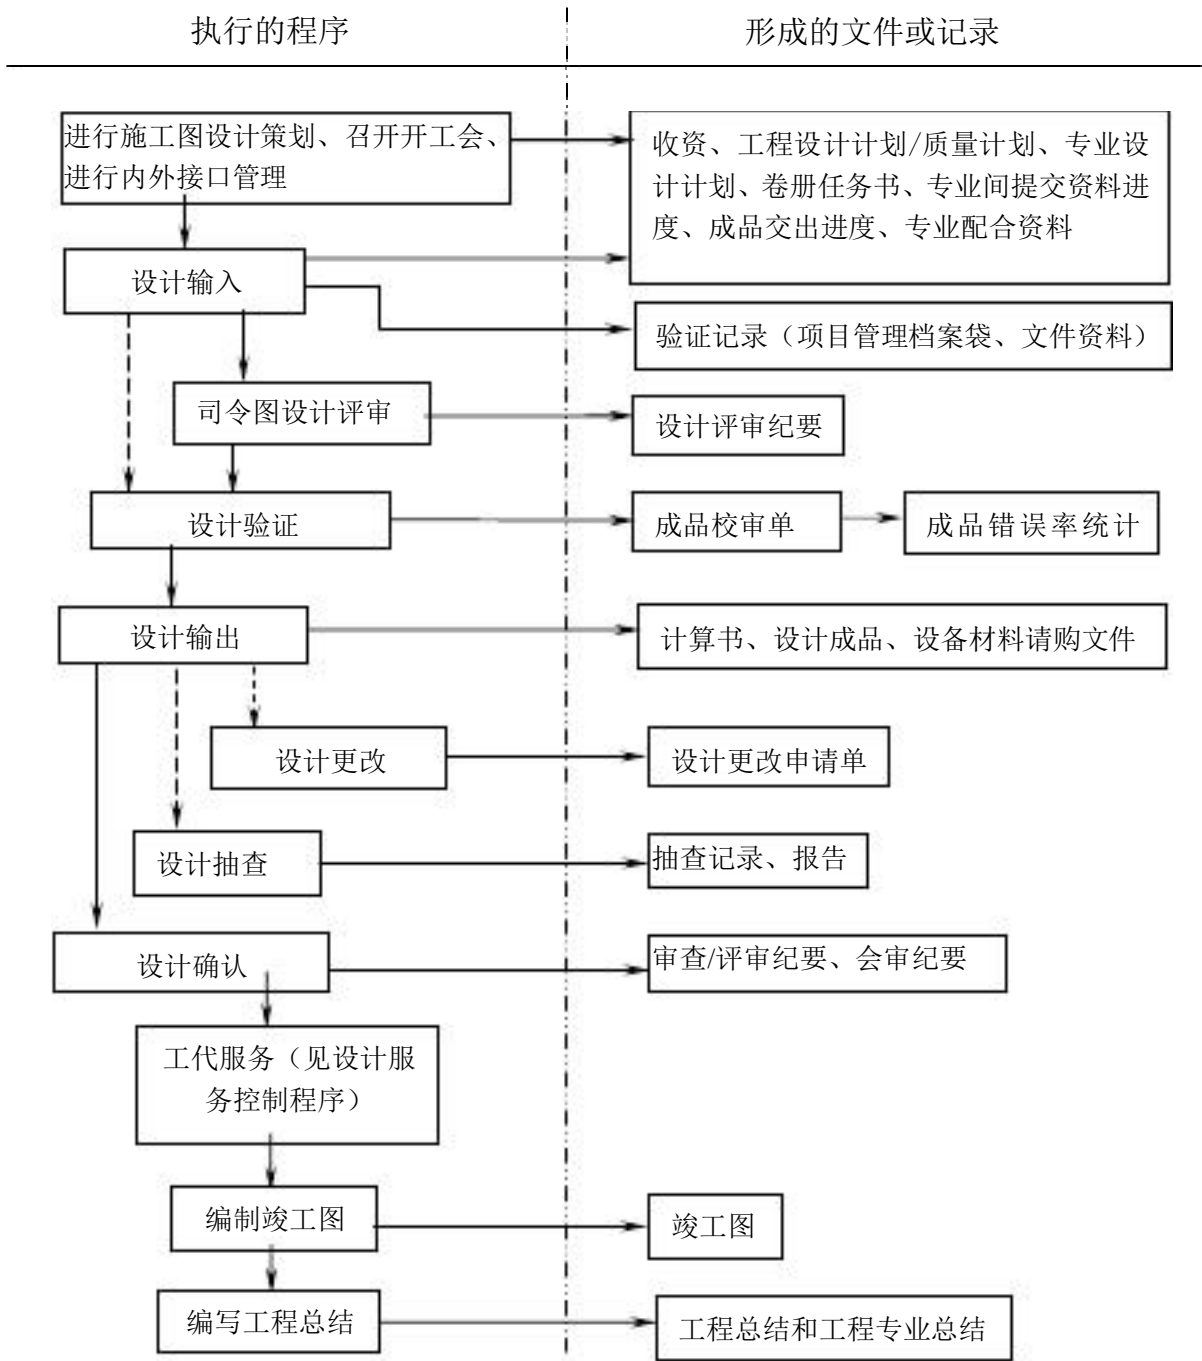 执行的程序
形成的文件或记录
进行施工图设计策划、召开开工会、
进行内外接口管理
收资、工程设计计划/质量计划、专业设
计计划、卷册任务书、专业间提交资料进
度、成品交出进度、专业配合资料
设计输入
验证记录（项目管理档案袋、文件资料）
司令图设计评审
设计评审纪要
设计验证
成品校审单
成品错误率统计
设计输出
计算书、设计成品、设备材料请购文件
设计更改
设计更改申请单
设计抽查
抽查记录、报告
设计确认
审查/评审纪要、会审纪要
工代服务（见设计服
务控制程序）
编制竣工图
竣工图
编写工程总结
工程总结和工程专业总结